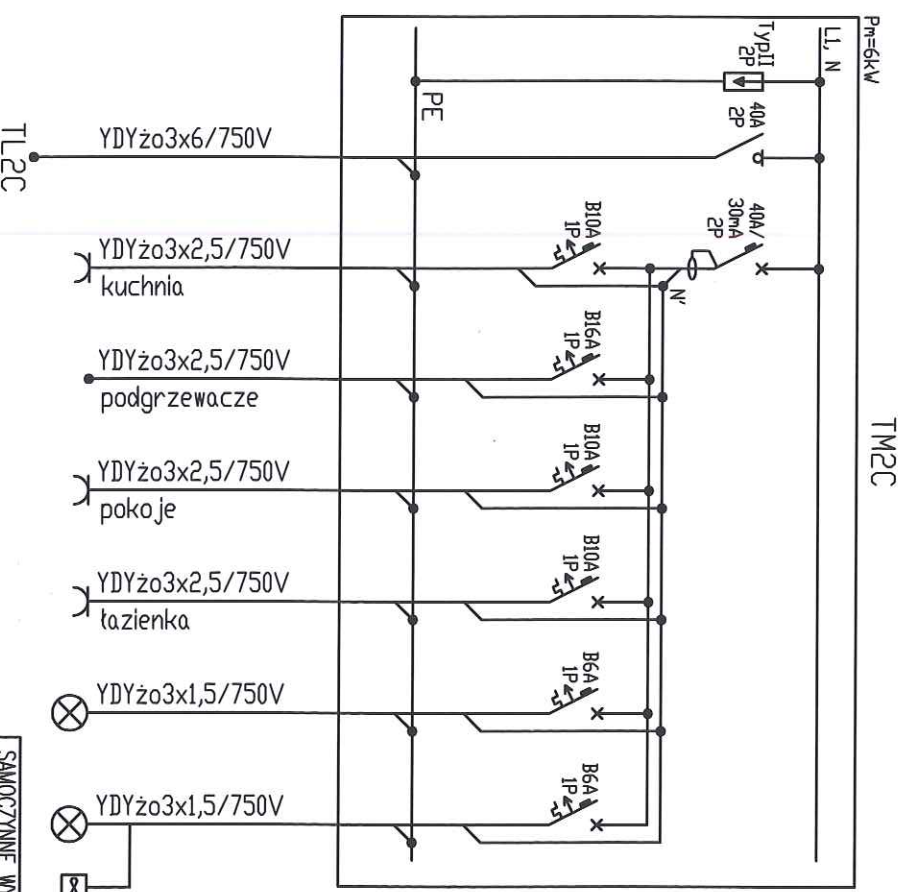 Pm=6kW
L1, N
TypII
2P
PE
TM2C
40A
2P
YDYżo3x6/750V
TL2C
40A/
30mA
2P
N'
B10A
1P
YDYżo3x2,5/750V
kuchnia
B16A
1P
YDYżo3x2,5/750V
podgrzewacze
B10A
1P
YDYżo3x2,5/750V
pokoje
B10A
1P
YDYżo3x2,5/750V
łazienka
B6A
1P
YDYżo3x1,5/750V
B6A
1P
YDYżo3x1,5/750V
SAMOCZYNNE